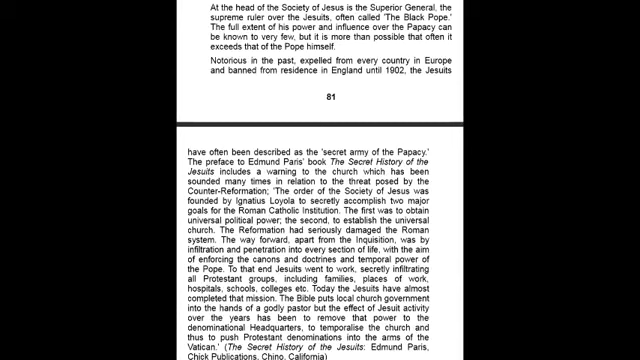 At the head of the Society of Jesus is the Superior General, the
supreme ruler over the Jesuits, often called 'The Black Pope.'
The full extent of his power and influence over the Papacy can
be known to very few, but it is more than possible that often it
exceeds that of the Pope himself.
Notorious in the past, expelled from every country in Europe
and banned from residence in England until 1902, the Jesuits
81
have often been described as the 'secret army of the Papacy.'
The preface to Edmund Paris' book The Secret History of the
Jesuits includes a warning to the church which has been
sounded many times in relation to the threat posed by the
Counter-Reformation; 'The order of the Society of Jesus was
founded by Ignatius Loyola to secretly accomplish two major
goals for the Roman Catholic Institution. The first was to obtain
universal political power; the second, to establish the universal
church. The Reformation had seriously damaged the Roman
system. The way forward, apart from the Inquisition, was by
infiltration and penetration into every section of life, with the aim
of enforcing the canons and doctrines and temporal power of
the Pope. To that end Jesuits went to work, secretly infiltrating
all Protestant groups, including families, places of work,
hospitals, schools, colleges etc. Today the Jesuits have almost
completed that mission. The Bible puts local church government
into the hands of a godly pastor but the effect of Jesuit activity
over the years has been to remove that power to the
denominational Headquarters, to temporalise the church and
thus to push Protestant denominations into the arms of the
Vatican.' (The Secret History of the Jesuits: Edmund Paris,
Chick Publications, Chino, California)